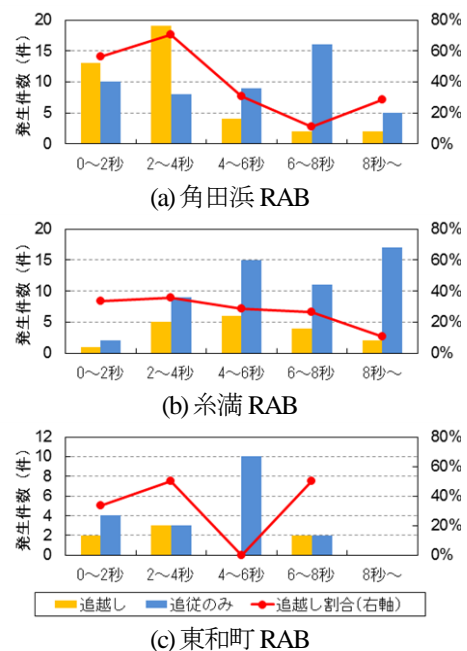 20 80%
15 60%
10 40%
5 20%
0 0%
発生件数(件)
0～2秒 2～4秒 4～6秒 6～8秒 8秒～
(a) 角田浜 RAB
20 80%
15 60%
10 40%
5 20%
0 0%
発生件数(件)
0～2秒 2～4秒 4～6秒 6～8秒 8秒～
(b) 糸満 RAB
12 80%
10
8 60%
6 40%
4
2 20%
0 0%
発生件数(件)
0～2秒 2～4秒 4～6秒 6～8秒 8秒～
追越し 追従のみ 追越し割合(右軸)
(c) 東和町 RAB